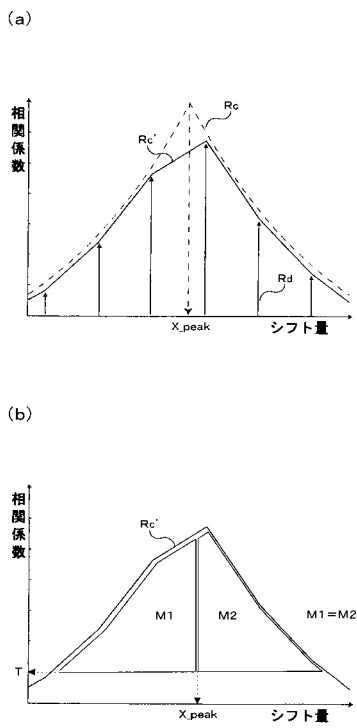 (a)
相関係数
Rc
Rc'
Rd
X_peak
シフト量
(b)
相関係数
Rc'
M1
M2
M1=M2
T
X_peak
シフト量